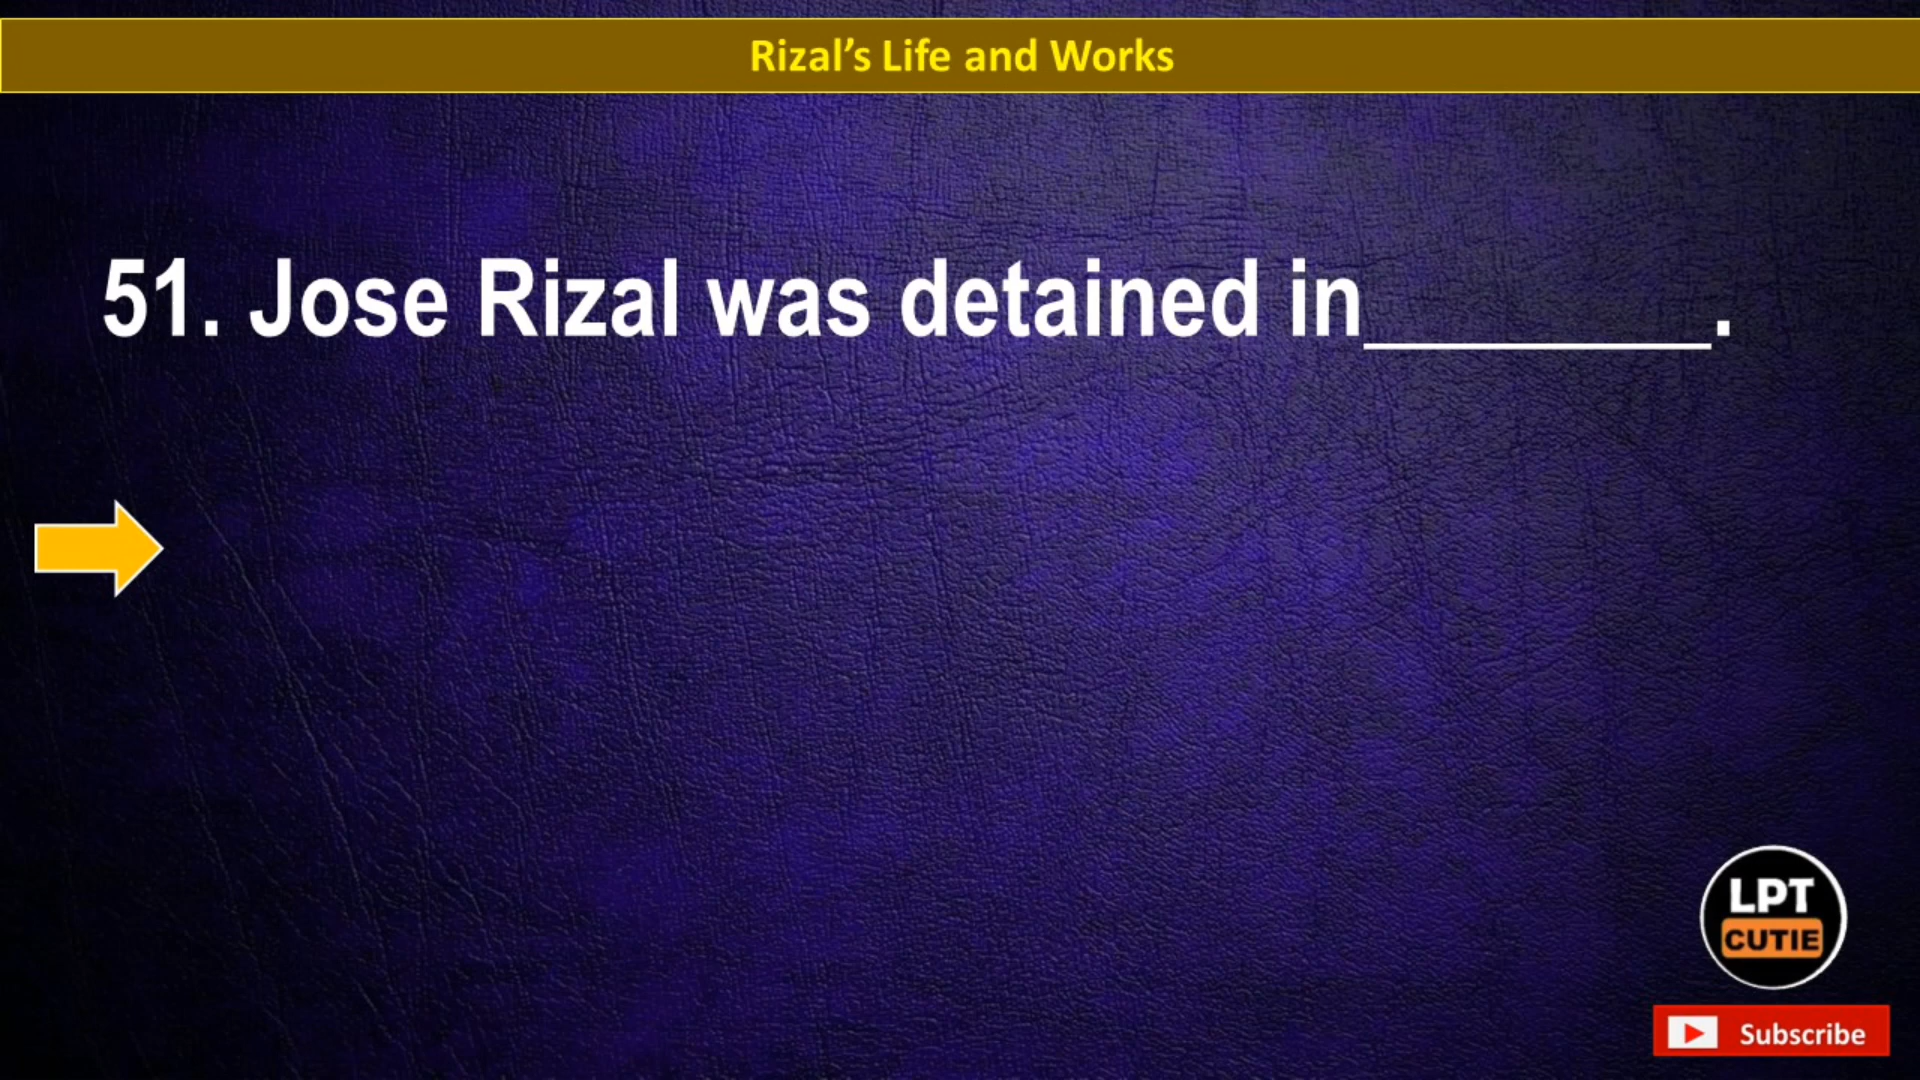 Rizal’s Life and Works
51. Jose Rizal was detained in________.
LPT
CUTIE
Subscribe